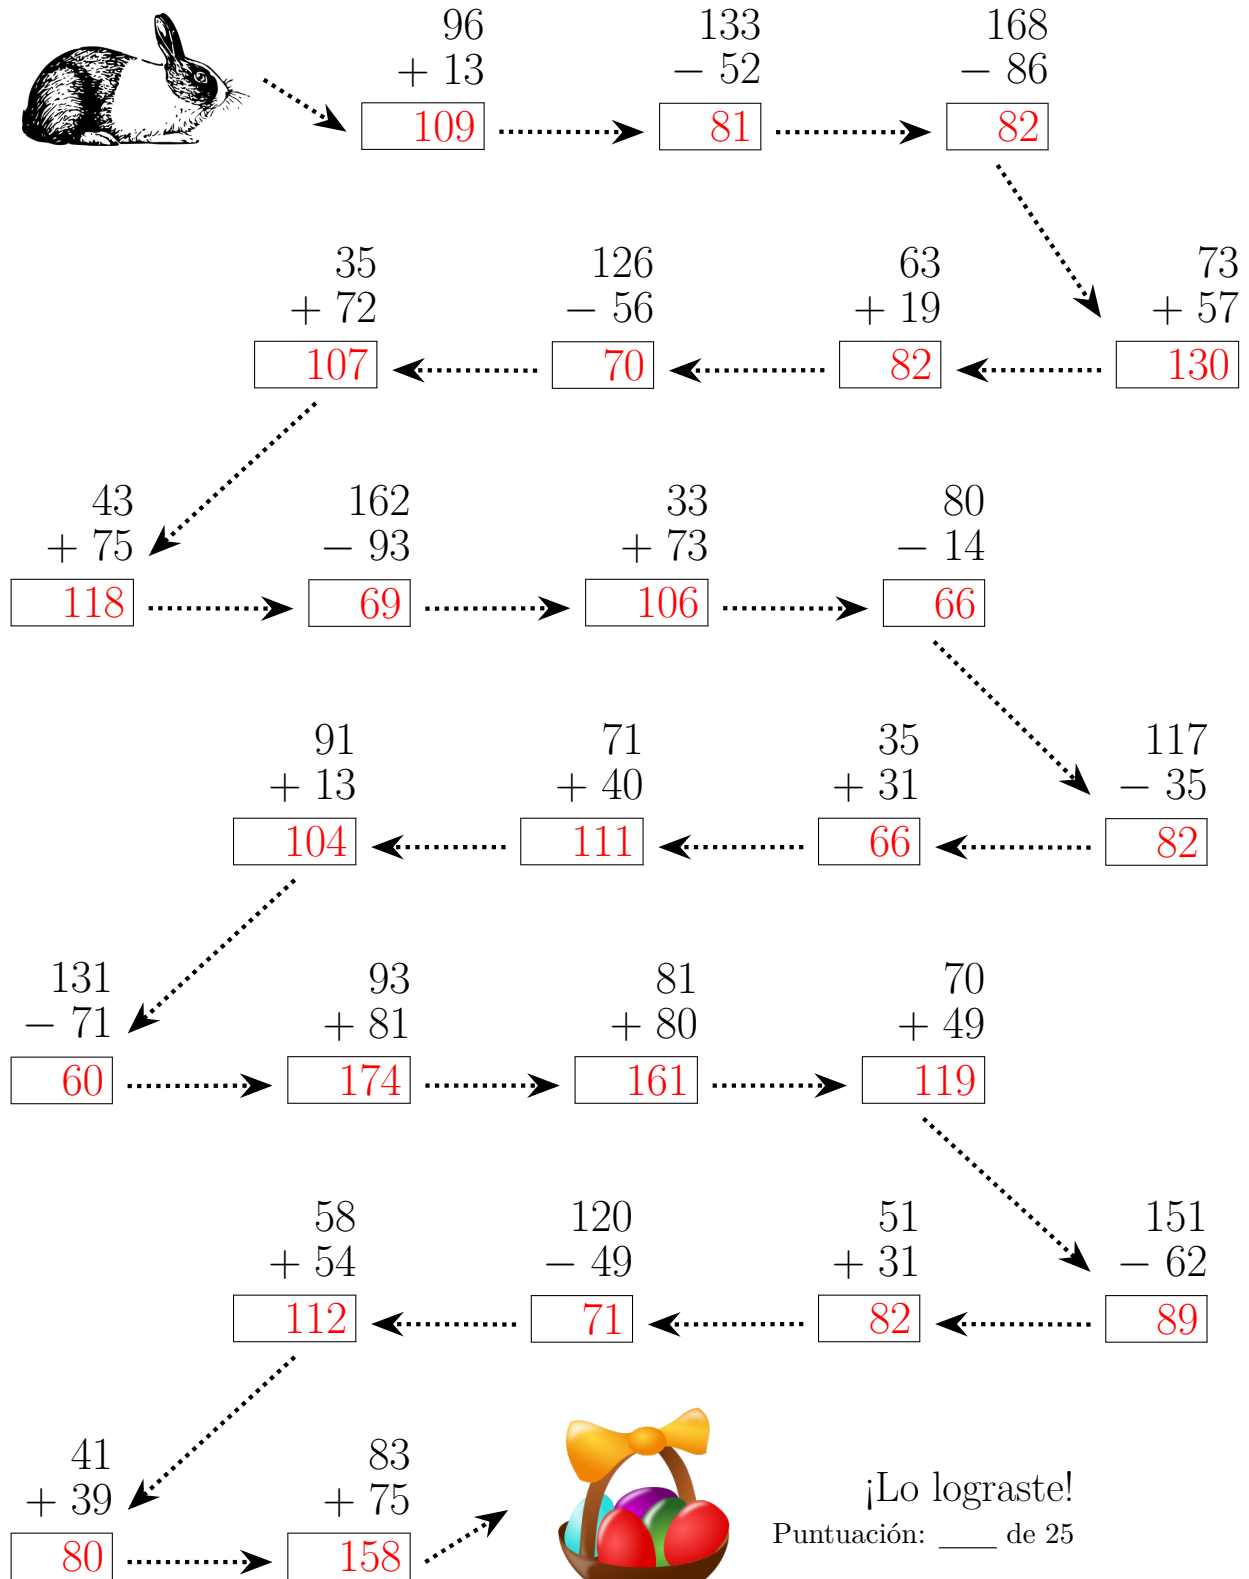 96 133 168
+ 13 − 52 − 86
109 81 82
35 126 63 73
+ 72 − 56 + 19 + 57
107 70 82 130
43 162 33 80
+ 75 − 93 + 73 − 14
118 69 106 66
91 71 35 117
+ 13 + 40 + 31 − 35
104 111 66 82
131 93 81 70
− 71 + 81 + 80 + 49
60 174 161 119
58 120 51 151
+ 54 − 49 + 31 − 62
112 71 82 89
41 83
+ 39 + 75
80 158
¡Lo lograste!
Puntuación: ____ de 25